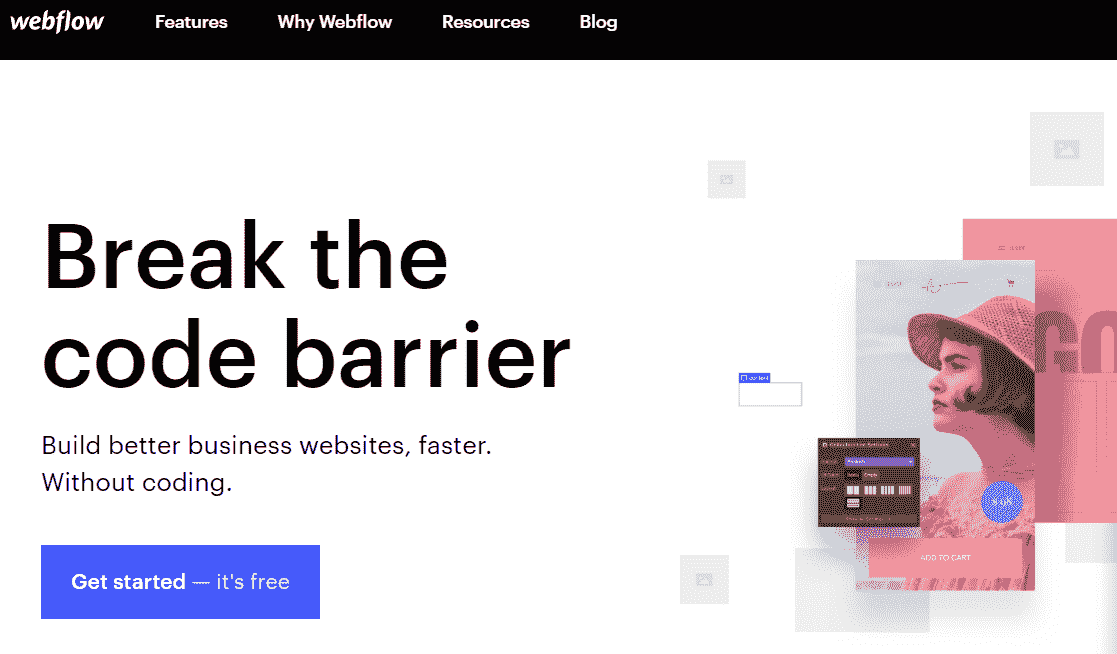 webflow
Features
Why Webflow
Resources
Blog
Break the
code barrier
Build better business websites, faster.
Without coding.
Get started — it's free
GO
ADD TO CART